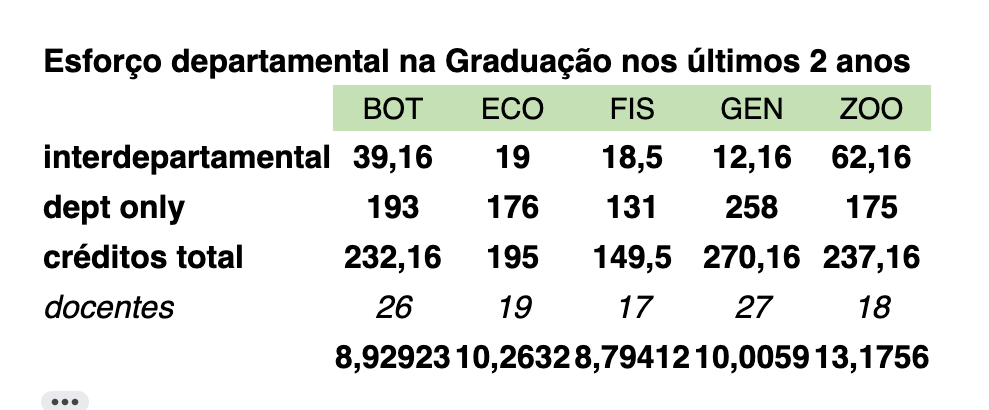 Esforço departamental na Graduação nos últimos 2 anos
BOT ECO FIS GEN ZOO
interdepartamental 39,16 19 18,5 12,16 62,16
dept only 193 176 131 258 175
créditos total 232,16 195 149,5 270,16 237,16
docentes 26 19 17 27 18
8,92923 10,2632 8,79412 10,0059 13,1756